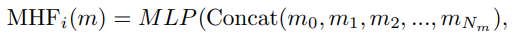 MHF_i(m) = MLP(Concat(m_0, m_1, m_2, ..., m_{N_m}),